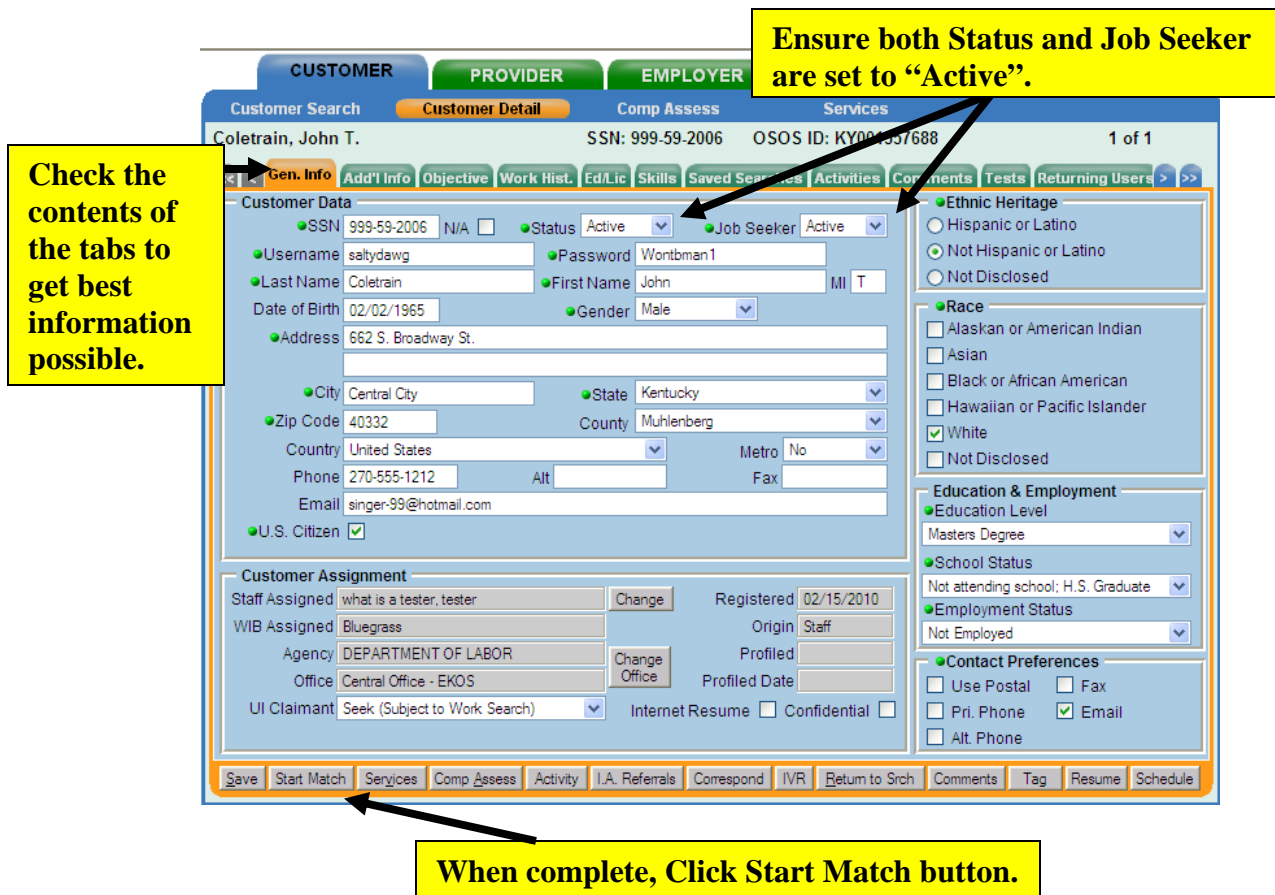 Ensure both Status and Job Seeker
are set to “Active”.
CUSTOMER PROVIDER EMPLOYER
Customer Search Customer Detail Comp Assess Services
Coletrain, John T. SSN: 999-59-2006 OSOS ID: 1 of 1
Check the
contents of
the tabs to
get best
information
possible.
<< < Gen. Info Add'l Info Objective Work Hist. Ed/Lic Skills Saved Searches Activities Comments Tests Returning Users > >>
Customer Data
SSN 999-59-2006 N/A Status Active Job Seeker Active
Username saltydawg Password Wontbman1
Last Name Coletrain First Name John MI T
Date of Birth 02/02/1965 Gender Male
Address 662 S. Broadway St.
City Central City State Kentucky
Zip Code 40332 County Muhlenberg
Country United States Metro No
Phone 270-555-1212 Alt Fax
Email singer-99@hotmail.com
U.S. Citizen
Ethnic Heritage
Hispanic or Latino
Not Hispanic or Latino
Not Disclosed
Race
Alaskan or American Indian
Asian
Black or African American
Hawaiian or Pacific Islander
White
Not Disclosed
Education & Employment
Education Level
Masters Degree
School Status
Not attending school; H.S. Graduate
Employment Status
Not Employed
Customer Assignment
Staff Assigned what is a tester, tester Change Registered 02/15/2010
WIB Assigned Bluegrass Origin Staff
Agency DEPARTMENT OF LABOR Change Office Profiled
Office Central Office - EKOS Profiled Date
UI Claimant Seek (Subject to Work Search) Internet Resume Confidential
Contact Preferences
Use Postal Fax
Pri. Phone Email
Alt. Phone
Save Start Match Services Comp Assess Activity I.A. Referrals Correspond IVR Return to Srch Comments Tag Resume Schedule
When complete, Click Start Match button.